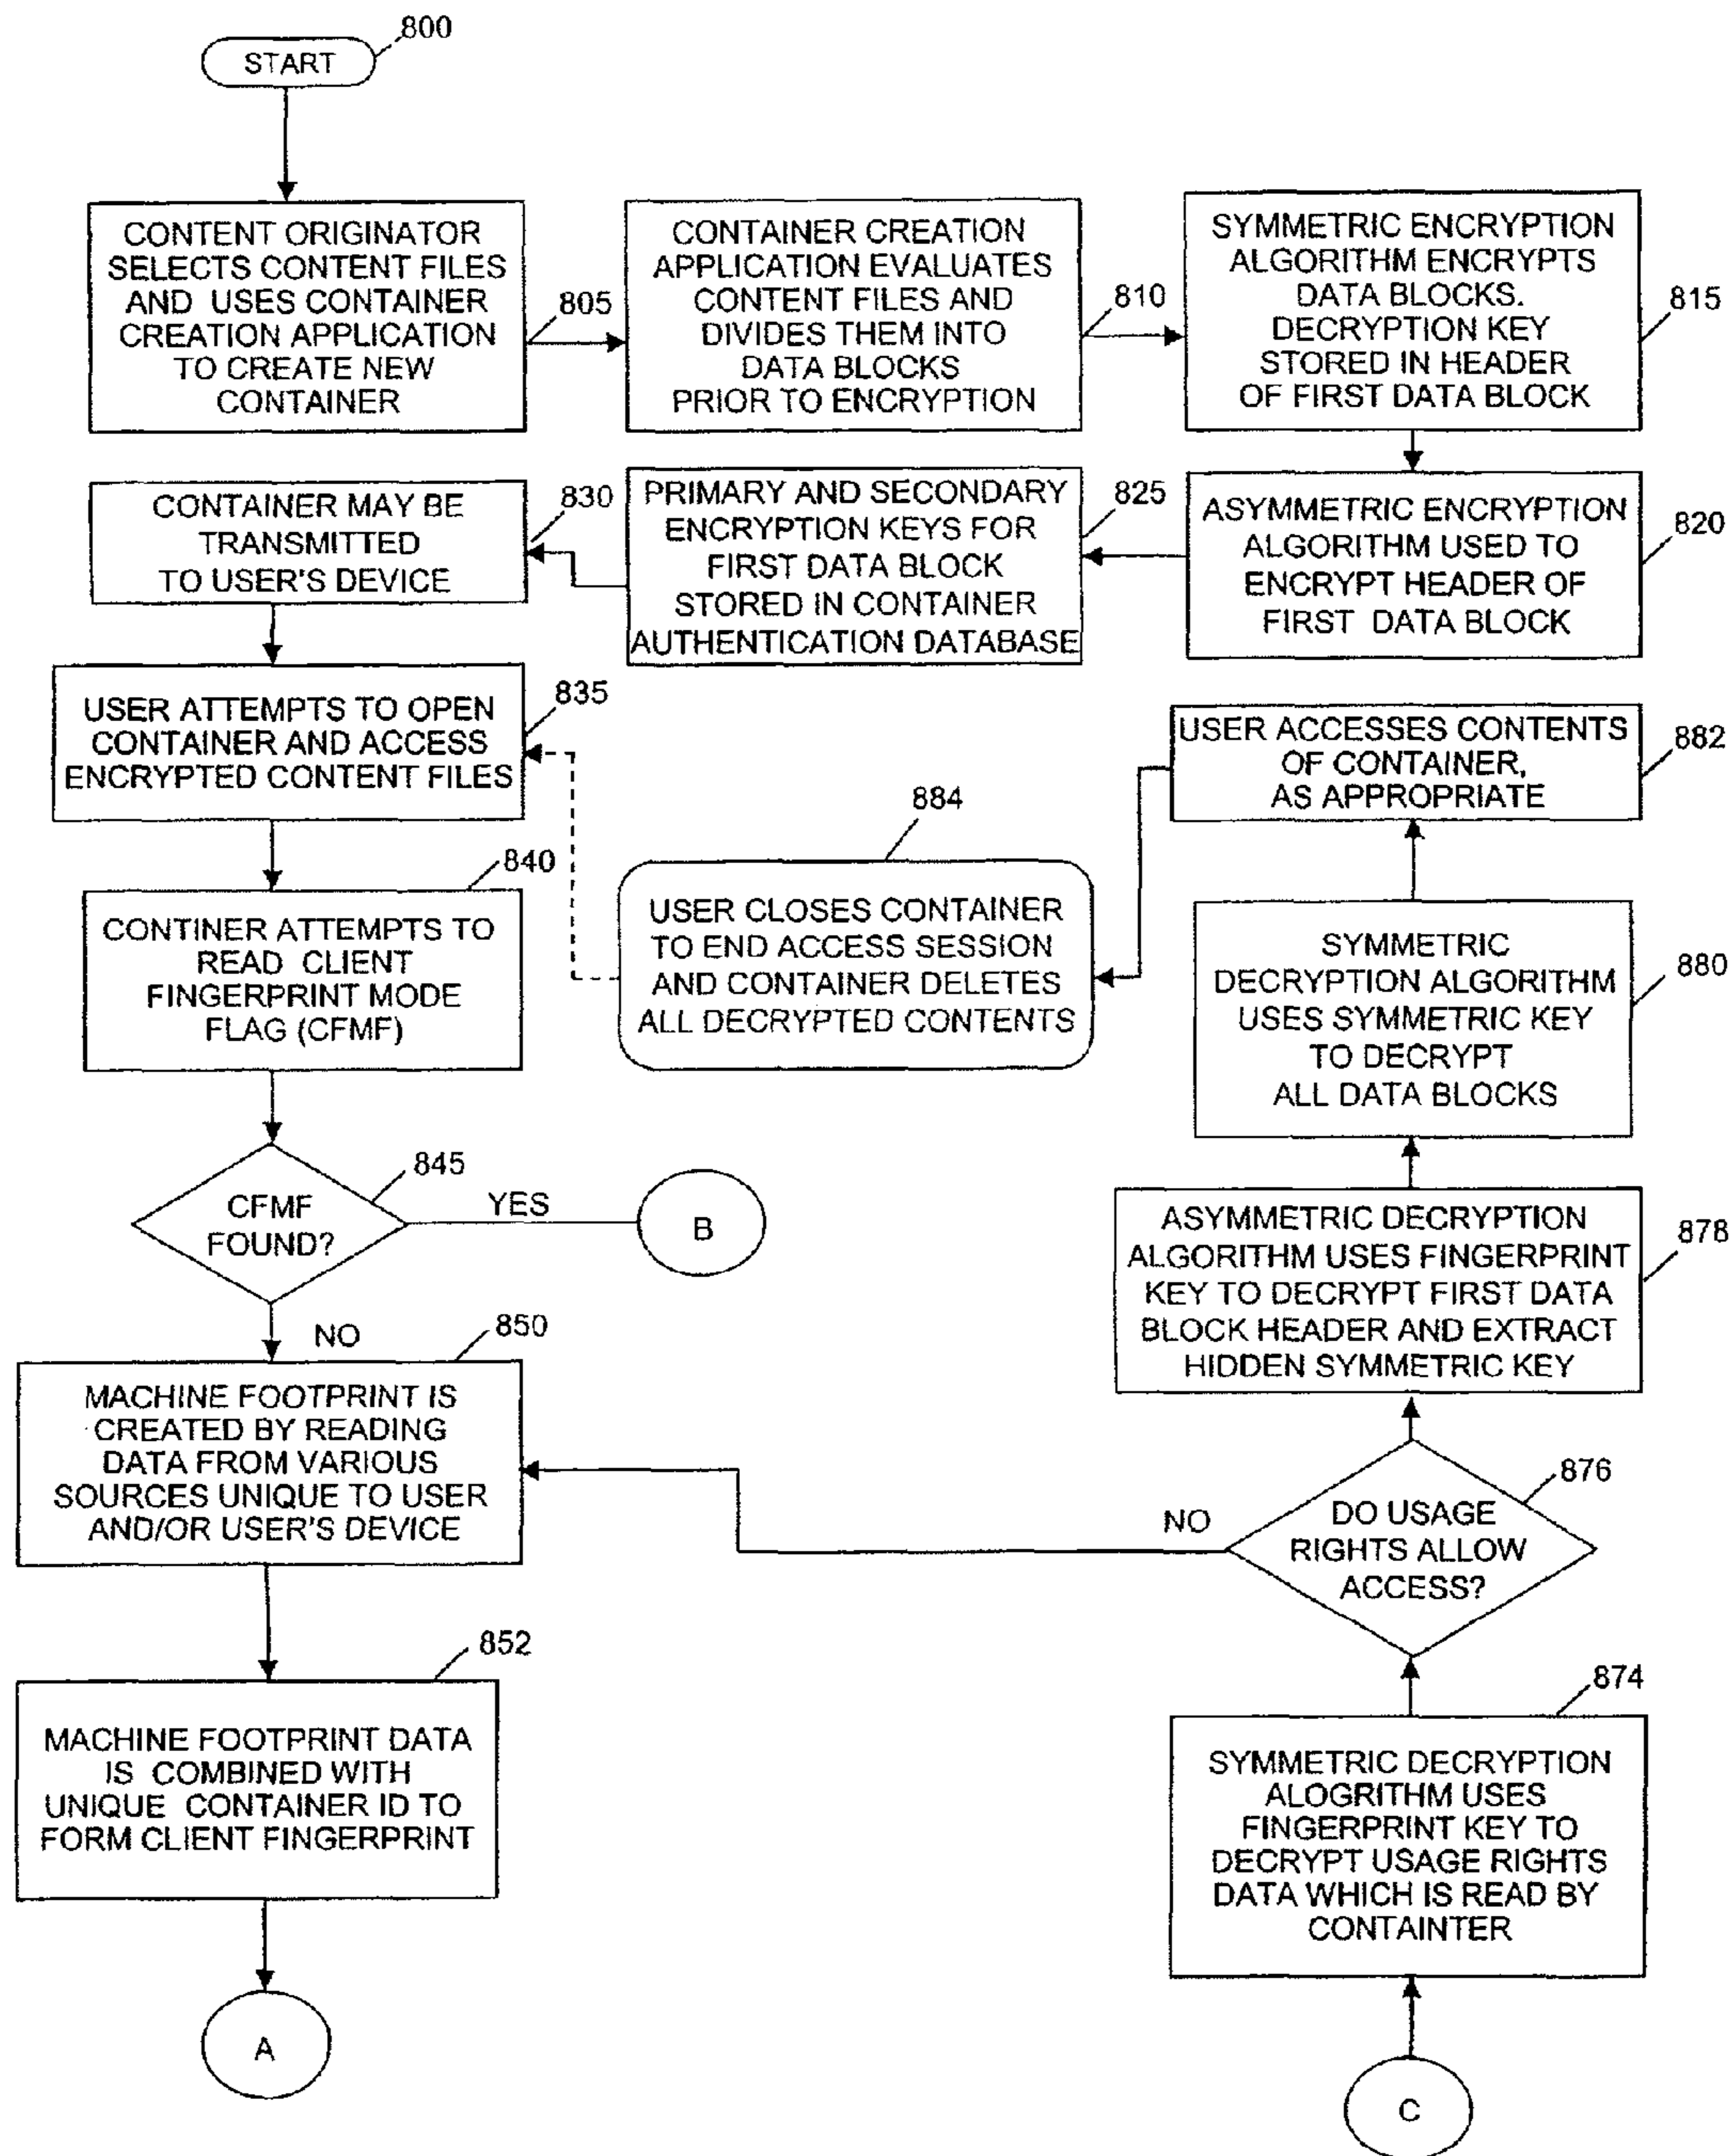 800
START
CONTENT ORIGINATOR
SELECTS CONTENT FILES
AND USES CONTAINER
CREATION APPLICATION
TO CREATE NEW
CONTAINER
805
CONTAINER CREATION
APPLICATION EVALUATES
CONTENT FILES AND
DIVIDES THEM INTO
DATA BLOCKS
PRIOR TO ENCRYPTION
810
SYMMETRIC ENCRYPTION
ALGORITHM ENCRYPTS
DATA BLOCKS.
DECRYPTION KEY
STORED IN HEADER
OF FIRST DATA BLOCK
815
ASYMMETRIC ENCRYPTION
ALGORITHM USED TO
ENCRYPT HEADER OF
FIRST DATA BLOCK
820
PRIMARY AND SECONDARY
ENCRYPTION KEYS FOR
FIRST DATA BLOCK
STORED IN CONTAINER
AUTHENTICATION DATABASE
825
CONTAINER MAY BE
TRANSMITTED
TO USER'S DEVICE
830
USER ATTEMPTS TO OPEN
CONTAINER AND ACCESS
ENCRYPTED CONTENT FILES
835
840
CONTINER ATTEMPTS TO
READ CLIENT
FINGERPRINT MODE
FLAG (CFMF)
845
CFMF
FOUND?
YES
B
NO
850
MACHINE FOOTPRINT IS
CREATED BY READING
DATA FROM VARIOUS
SOURCES UNIQUE TO USER
AND/OR USER'S DEVICE
852
MACHINE FOOTPRINT DATA
IS COMBINED WITH
UNIQUE CONTAINER ID TO
FORM CLIENT FINGERPRINT
A
USER ACCESSES CONTENTS
OF CONTAINER,
AS APPROPRIATE
882
884
USER CLOSES CONTAINER
TO END ACCESS SESSION
AND CONTAINER DELETES
ALL DECRYPTED CONTENTS
SYMMETRIC
DECRYPTION ALGORITHM
USES SYMMETRIC KEY
TO DECRYPT
ALL DATA BLOCKS
880
ASYMMETRIC DECRYPTION
ALGORITHM USES FINGERPRINT
KEY TO DECRYPT FIRST DATA
BLOCK HEADER AND EXTRACT
HIDDEN SYMMETRIC KEY
878
876
NO
DO USAGE
RIGHTS ALLOW
ACCESS?
874
SYMMETRIC DECRYPTION
ALOGRITHM USES
FINGERPRINT KEY TO
DECRYPT USAGE RIGHTS
DATA WHICH IS READ BY
CONTAINTER
C